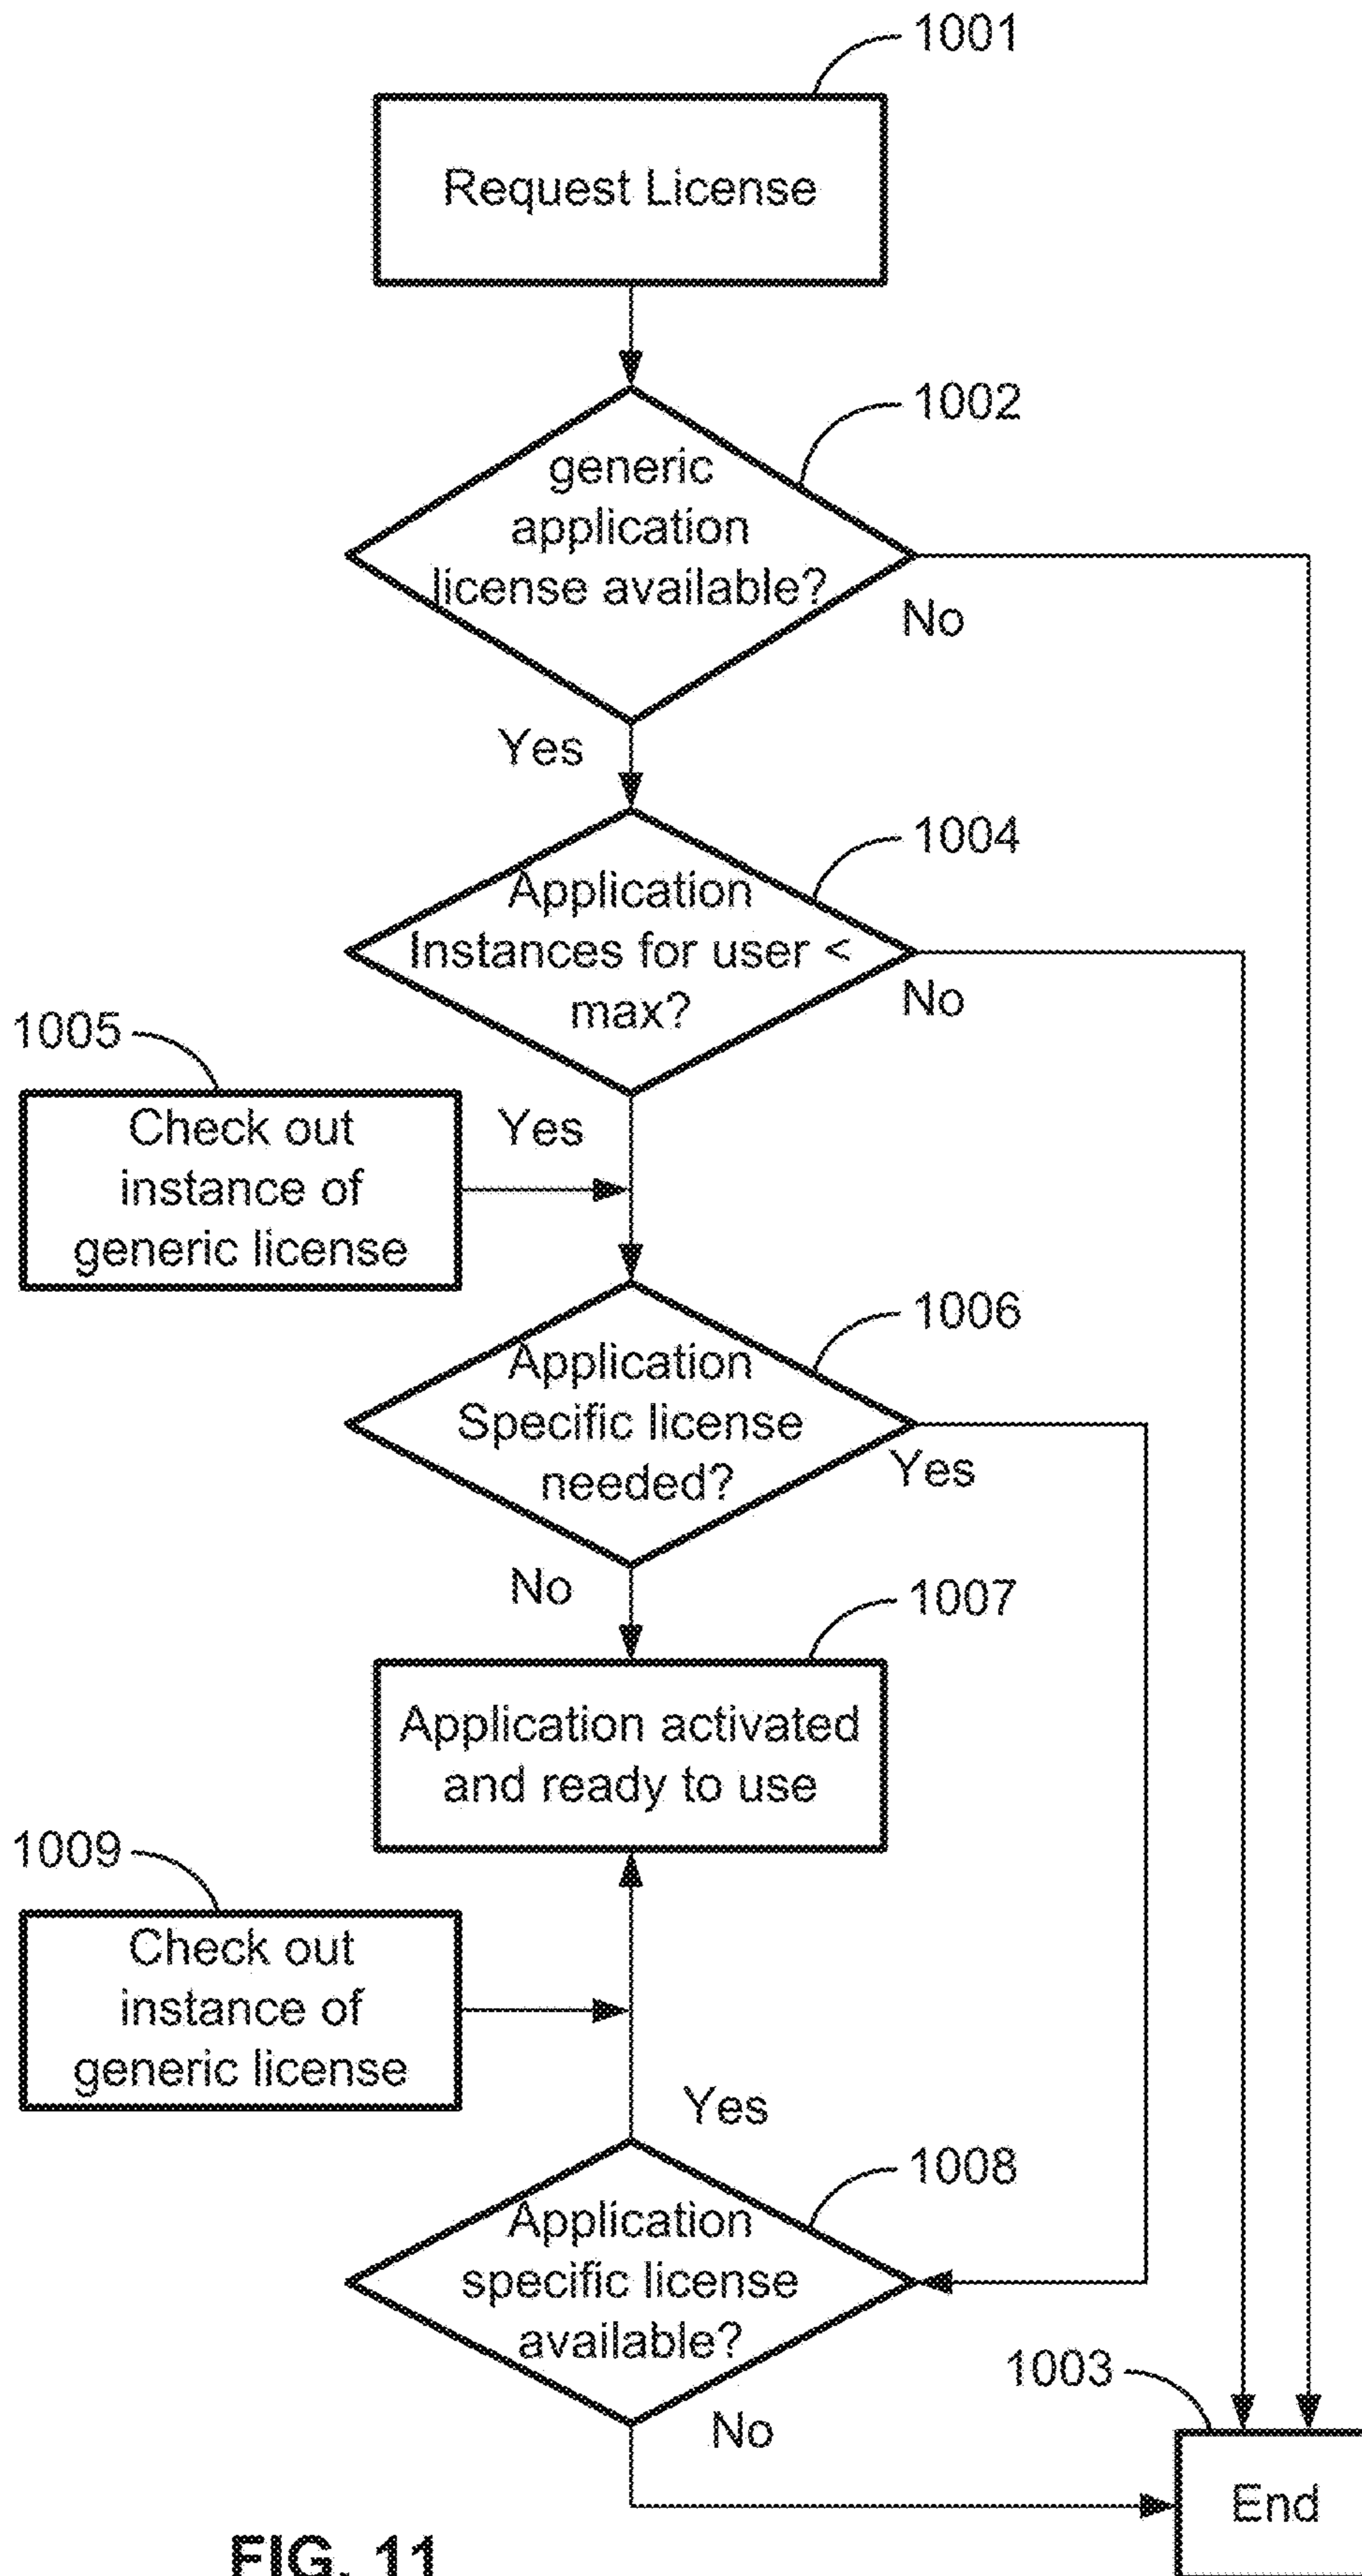 1001
Request License
1002
generic
application
license available?
No
Yes
1004
Application
Instances for user <
max?
No
1005
Check out
instance of
generic license
Yes
1006
Application
Specific license
needed?
Yes
No
1007
Application activated
and ready to use
1009
Check out
instance of
generic license
Yes
1008
Application
specific license
available?
No
1003
End
FIG. 11